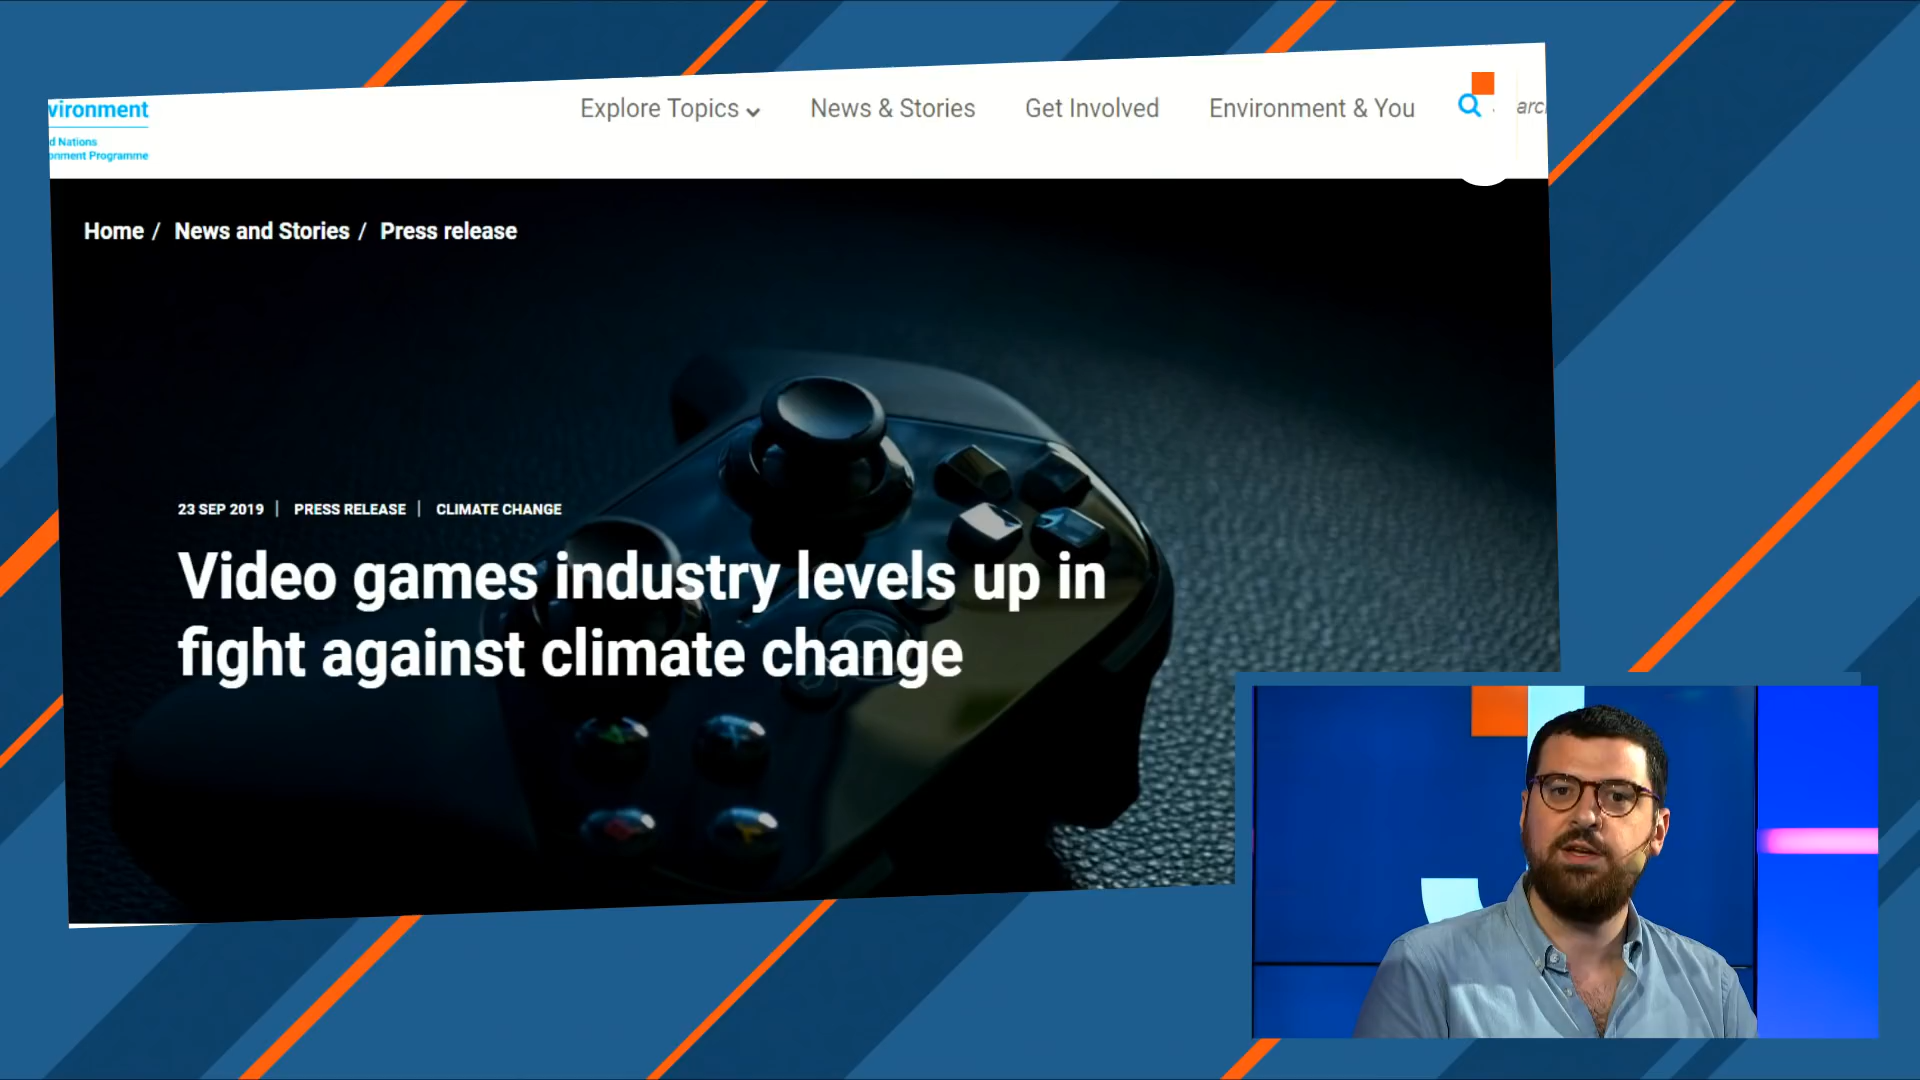 vironment
d Nations
onment Programme
Explore Topics
News & Stories
Get Involved
Environment & You
Home / News and Stories / Press release
23 SEP 2019 | PRESS RELEASE | CLIMATE CHANGE
Video games industry levels up in
fight against climate change